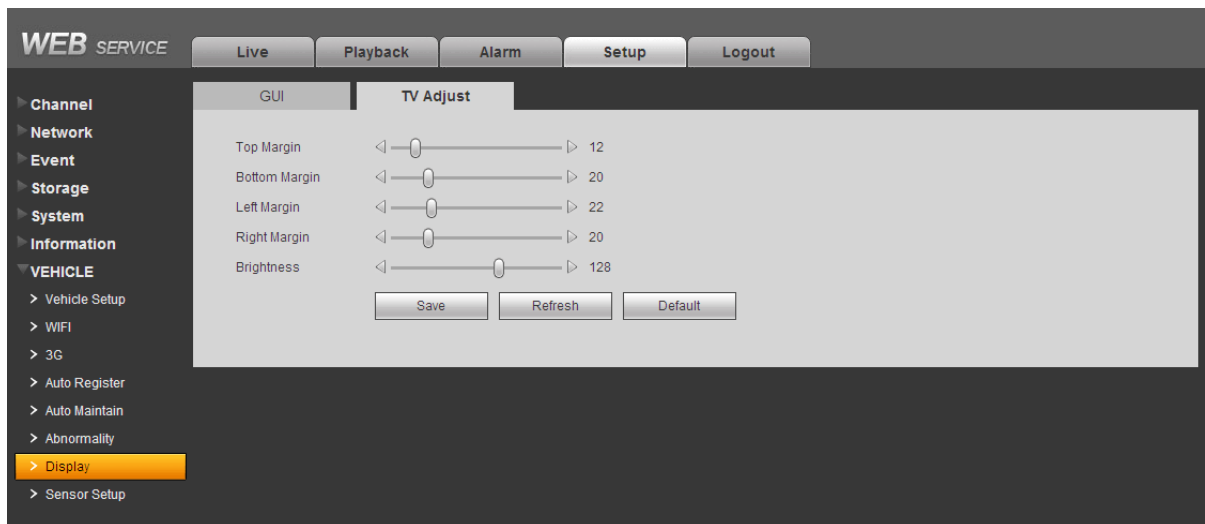 WEB SERVICE
Live Playback Alarm Setup Logout
GUI TV Adjust
Channel
Network
Event
Storage
System
Information
VEHICLE
> Vehicle Setup
> WIFI
> 3G
> Auto Register
> Auto Maintain
> Abnormality
> Display
> Sensor Setup
Top Margin 12
Bottom Margin 20
Left Margin 22
Right Margin 20
Brightness 128
Save Refresh Default